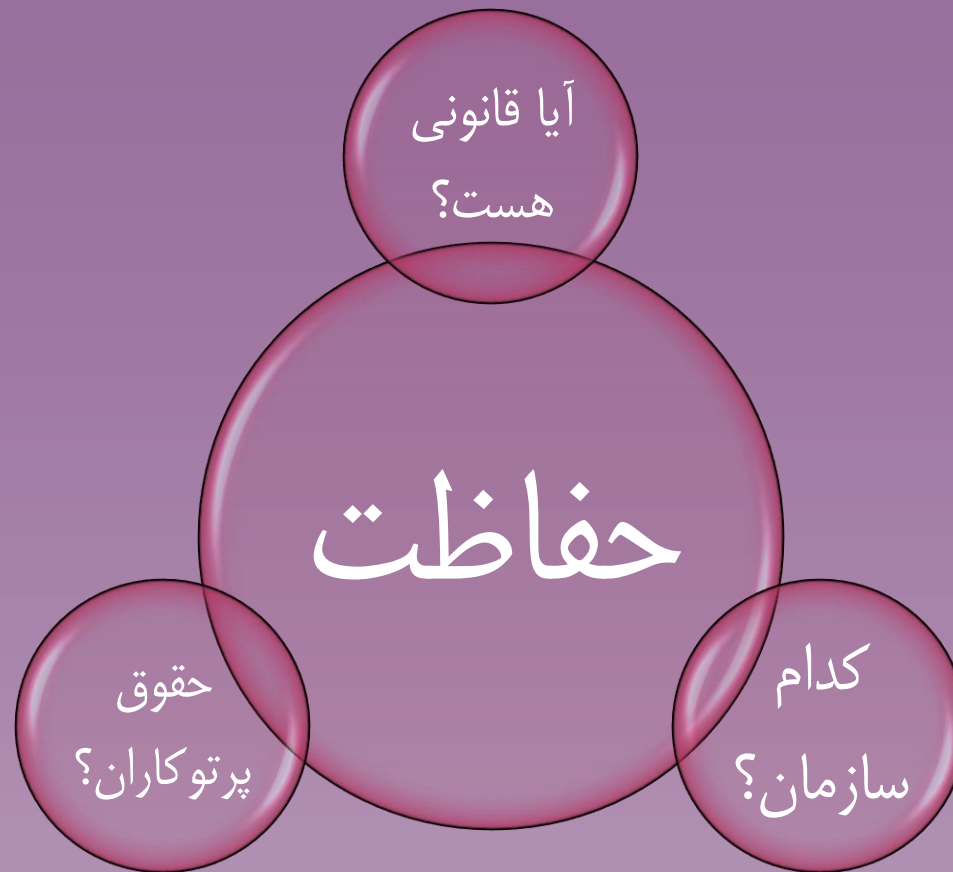 آیا قانونی
هست؟
حفاظت
کدام
سازمان؟
حقوق
پرتوکاران؟